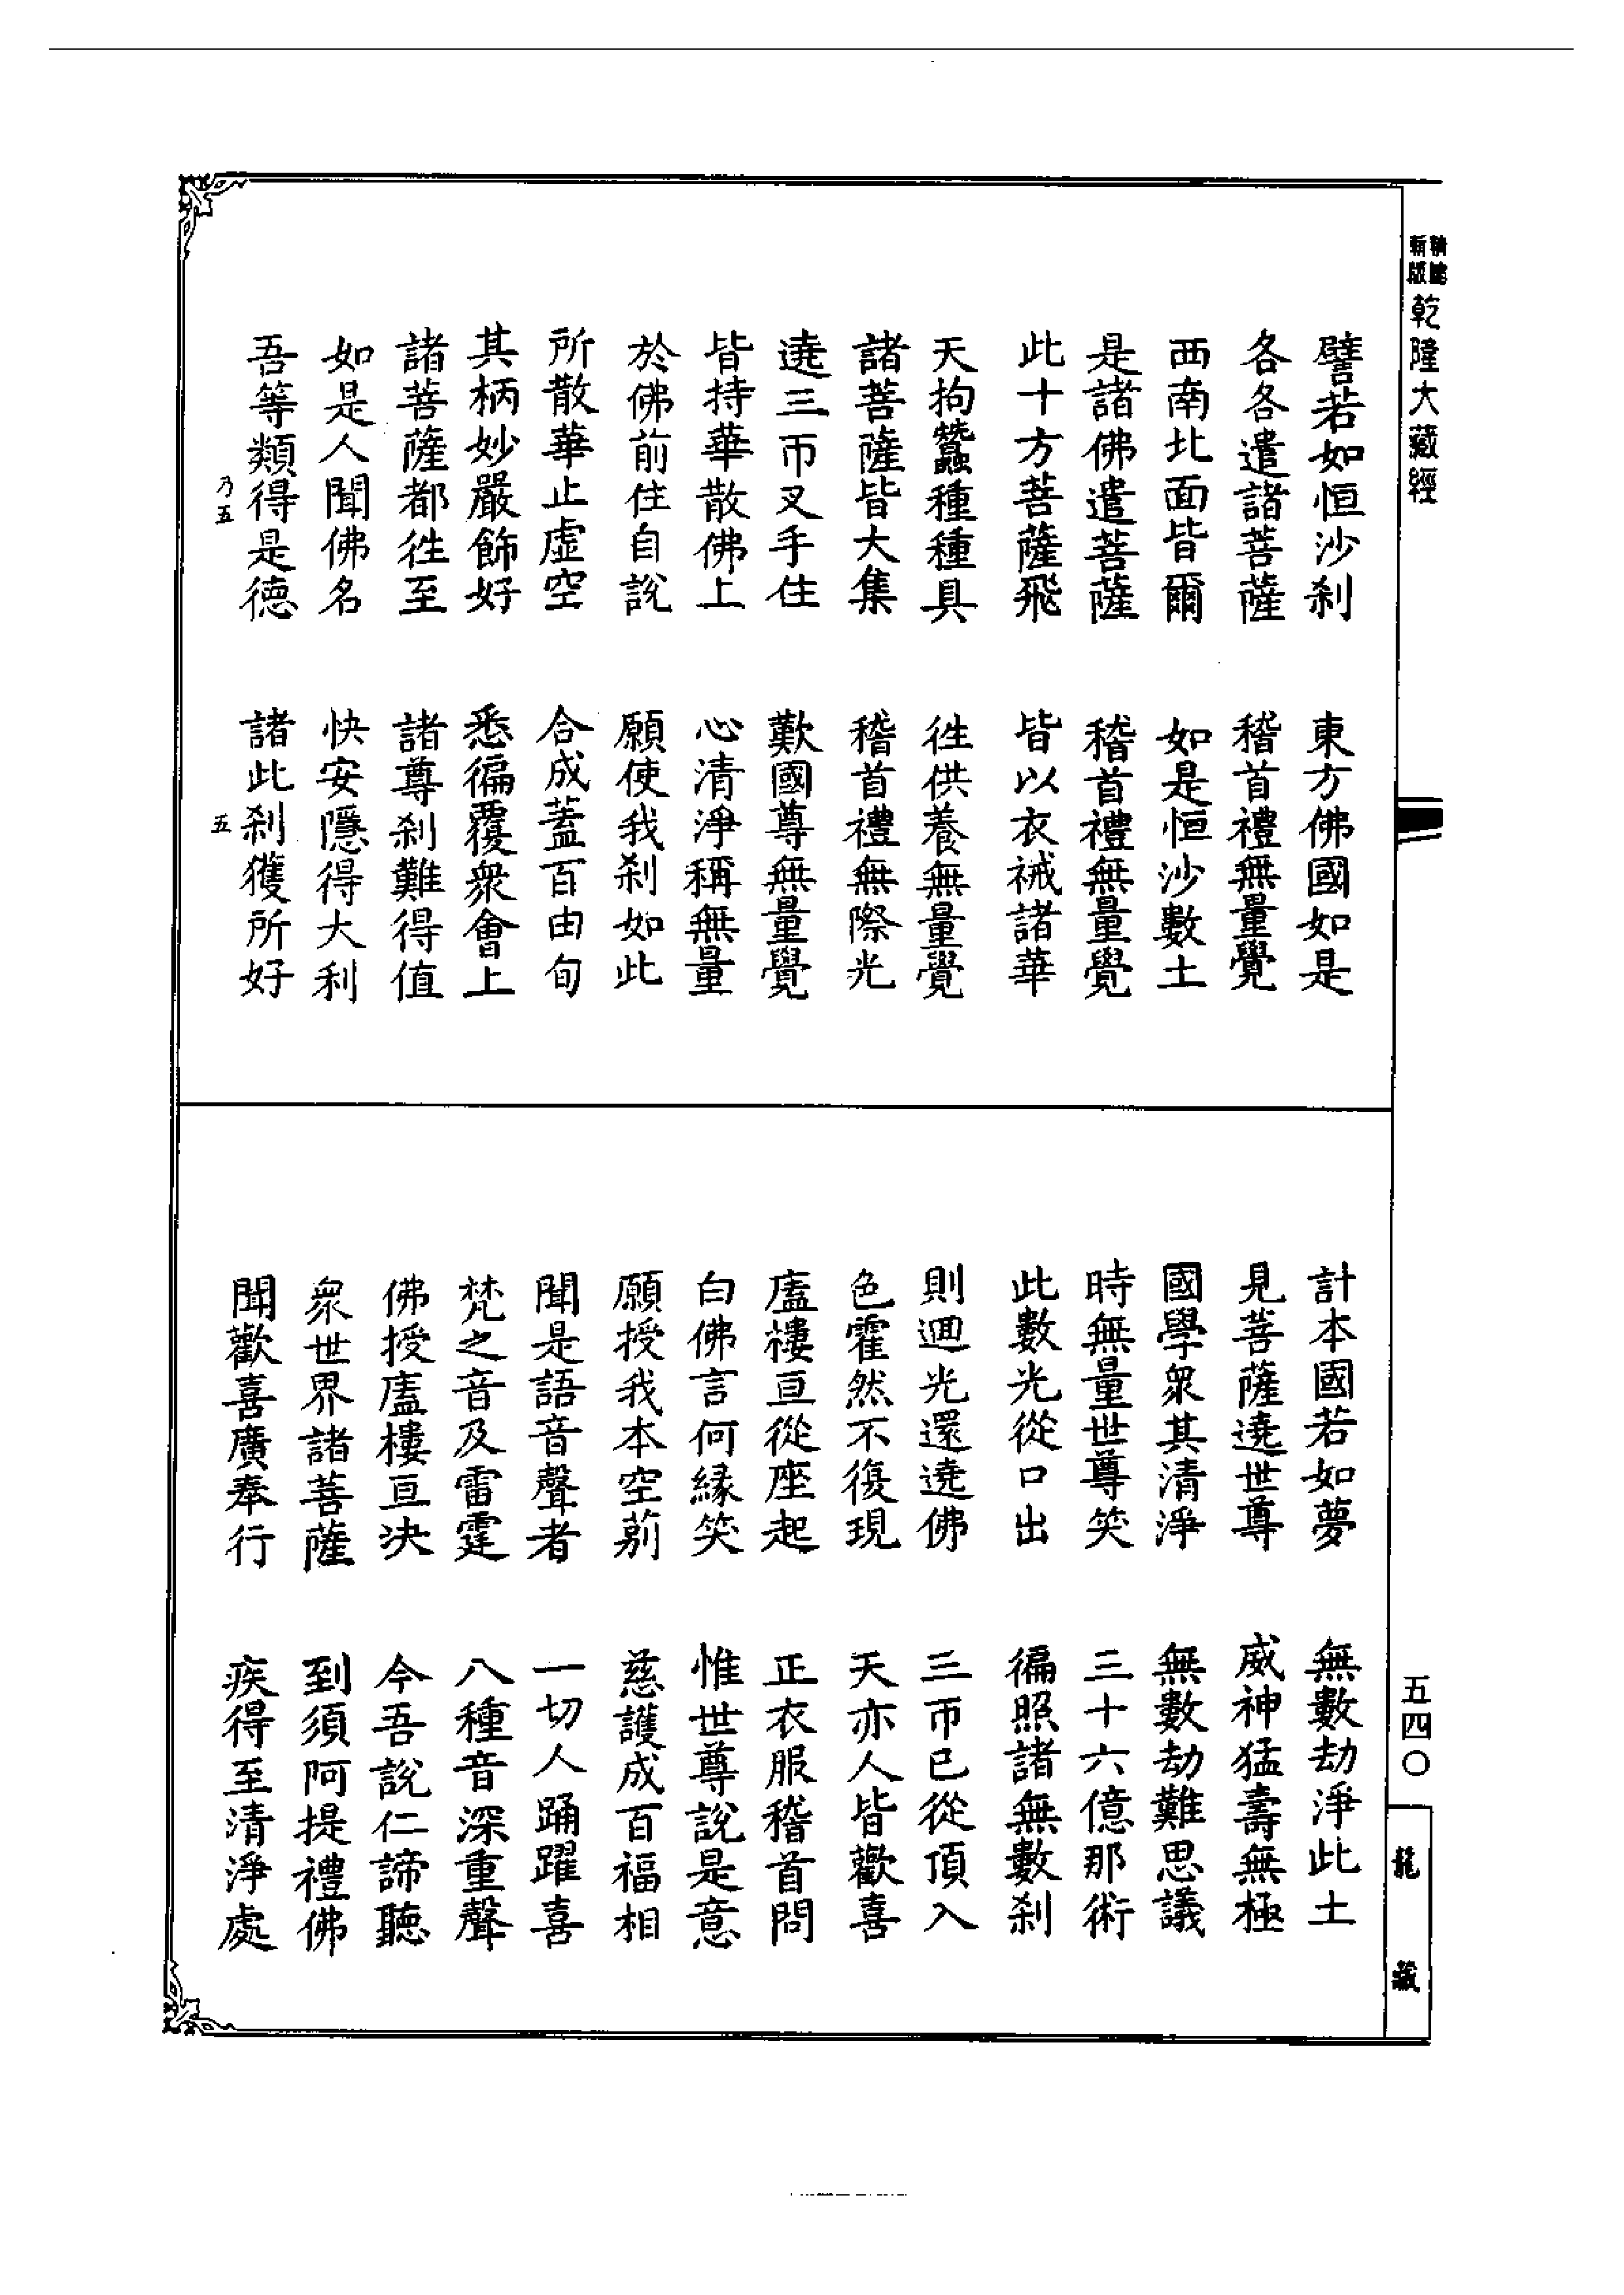 乾隆大藏經
譬若如恒沙剎　東方佛國如是
各各遣諸菩薩　稽首禮無量覺
西南北面皆爾　如是恒沙數土
是諸佛遣菩薩　稽首禮無量覺
此十方菩薩飛　皆以衣祴諸華
天拘蠶種種具　徃供養無量覺
諸菩薩皆大集　稽首禮無際光
遶三帀叉手住　歎國尊無量覺
皆持華散佛上　心清淨稱無量
於佛前住自說　願使我剎如此
所散華止虛空　合成蓋百由旬
其柄妙嚴飾好　悉徧覆衆會上
諸菩薩都徃至　諸尊剎難得值
如是人聞佛名　快安隱得大利
吾等類得是德　諸此剎獲所好
乃五　五
計本國若如夢　無數劫淨此土
見菩薩遶世尊　威神猛壽無極
國學衆其清淨　無數劫難思議
時無量世尊笑　三十六億那術
此數光從口出　徧照諸無數剎
則迴光還遶佛　三帀已從頂入
色霍然不復現　天亦人皆歡喜
廅樓亘從座起　正衣服稽首問
白佛言何緣笑　惟世尊說是意
願授我本空莂　慈護成百福相
聞是語音聲者　一切人踊躍喜
梵之音及雷霆　八種音深重聲
佛授廅樓亘決　今吾說仁諦聽
衆世界諸菩薩　到須阿提禮佛
聞歡喜廣奉行　疾得至清淨處
五四〇
龍藏